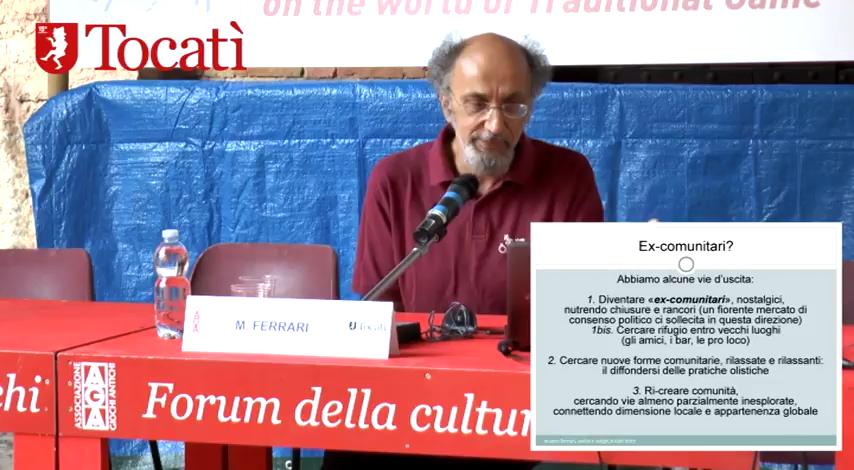 on the World of Traditional Game
Tocatì
Ex-comunitari?
Abbiamo alcune vie d'uscita:
1. Diventare «ex-comunitari», nostalgici,
nutrendo chiusure e rancori (un fiorente mercato di
consenso politico ci sollecita in questa direzione)
1bis. Cercare rifugio entro vecchi luoghi
(gli amici, i bar, le pro loco)
2. Cercare nuove forme comunitarie, rilassate e rilassanti:
il diffondersi delle pratiche olistiche
3. Ri-creare comunità,
cercando vie almeno parzialmente inesplorate,
connettendo dimensione locale e appartenenza globale
M. FERRARI
Tocatì
chi.
ASSOCIAZIONE
AGA
GIOCHI ANTICHI
Forum della cultur